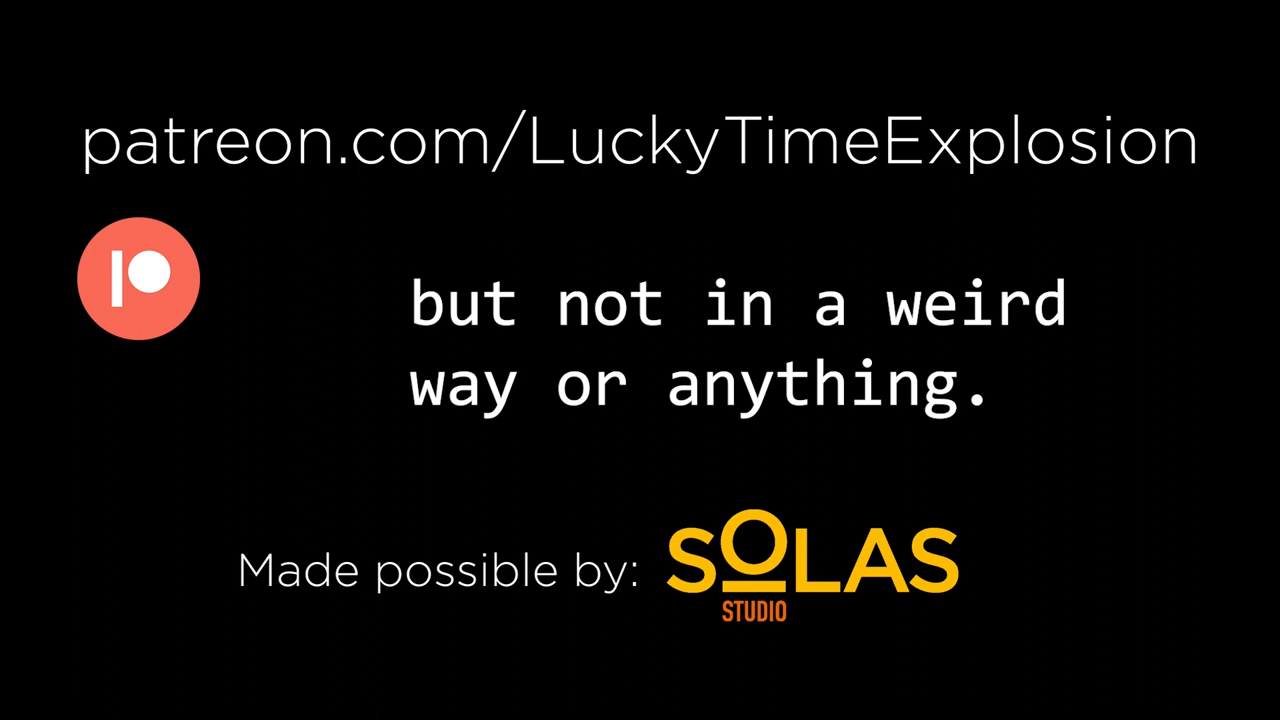 patreon.com/LuckyTimeExplosion
but not in a weird
way or anything.
Made possible by: SOLAS
STUDIO